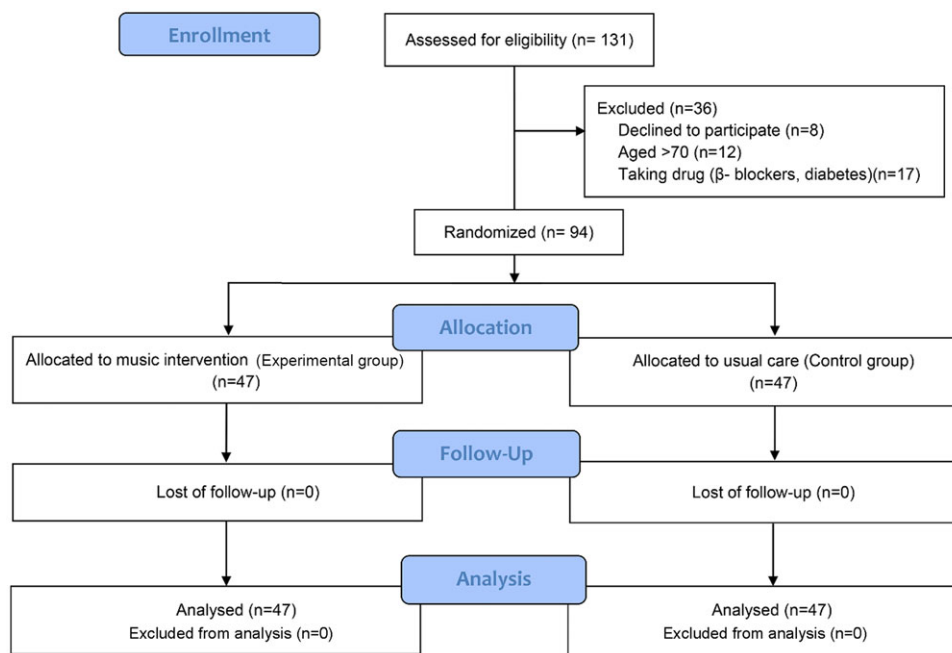 Enrollment
Assessed for eligibility (n= 131)
Excluded (n=36)
Declined to participate (n=8)
Aged >70 (n=12)
Taking drug (β- blockers, diabetes)(n=17)
Randomized (n= 94)
Allocation
Allocated to music intervention (Experimental group)
(n=47)
Allocated to usual care (Control group)
(n=47)
Follow-Up
Lost of follow-up (n=0)
Lost of follow-up (n=0)
Analysis
Analysed (n=47)
Excluded from analysis (n=0)
Analysed (n=47)
Excluded from analysis (n=0)